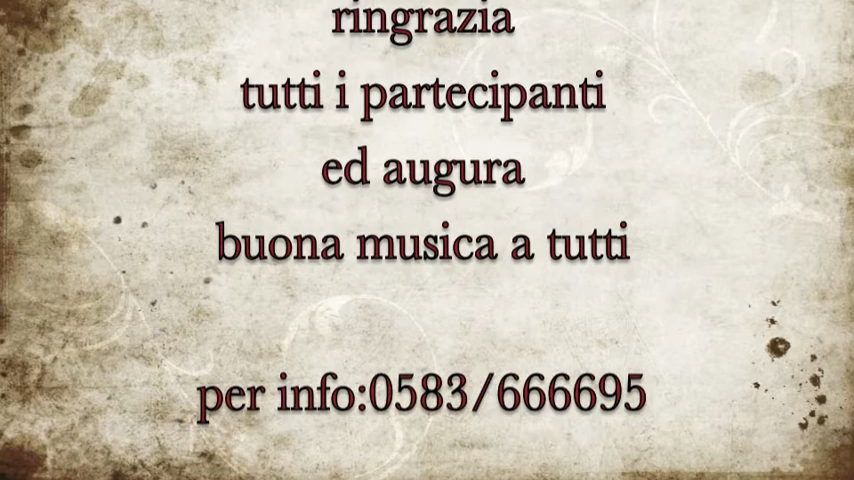 ringrazia
tutti i partecipanti
ed augura
buona musica a tutti
per info:0583/666695